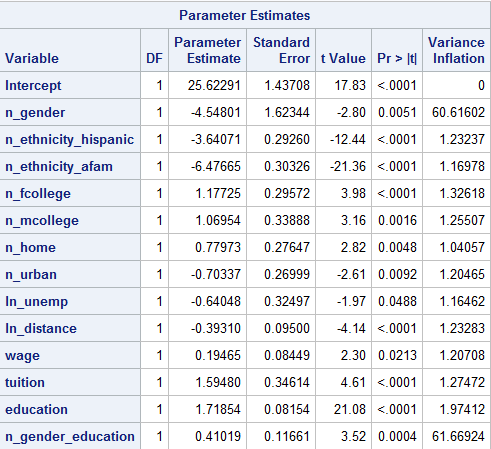 Parameter Estimates
Variable DF Parameter Estimate Standard Error t Value Pr > |t| Variance Inflation
Intercept 1 25.62291 1.43708 17.83 <.0001 0
n_gender 1 -4.54801 1.62344 -2.80 0.0051 60.61602
n_ethnicity_hispanic 1 -3.64071 0.29260 -12.44 <.0001 1.23237
n_ethnicity_afam 1 -6.47665 0.30326 -21.36 <.0001 1.16978
n_fcollege 1 1.17725 0.29572 3.98 <.0001 1.32618
n_mcollege 1 1.06954 0.33888 3.16 0.0016 1.25507
n_home 1 0.77973 0.27647 2.82 0.0048 1.04057
n_urban 1 -0.70337 0.26999 -2.61 0.0092 1.20465
ln_unemp 1 -0.64048 0.32497 -1.97 0.0488 1.16462
ln_distance 1 -0.39310 0.09500 -4.14 <.0001 1.23283
wage 1 0.19465 0.08449 2.30 0.0213 1.20708
tuition 1 1.59480 0.34614 4.61 <.0001 1.27472
education 1 1.71854 0.08154 21.08 <.0001 1.97412
n_gender_education 1 0.41019 0.11661 3.52 0.0004 61.66924